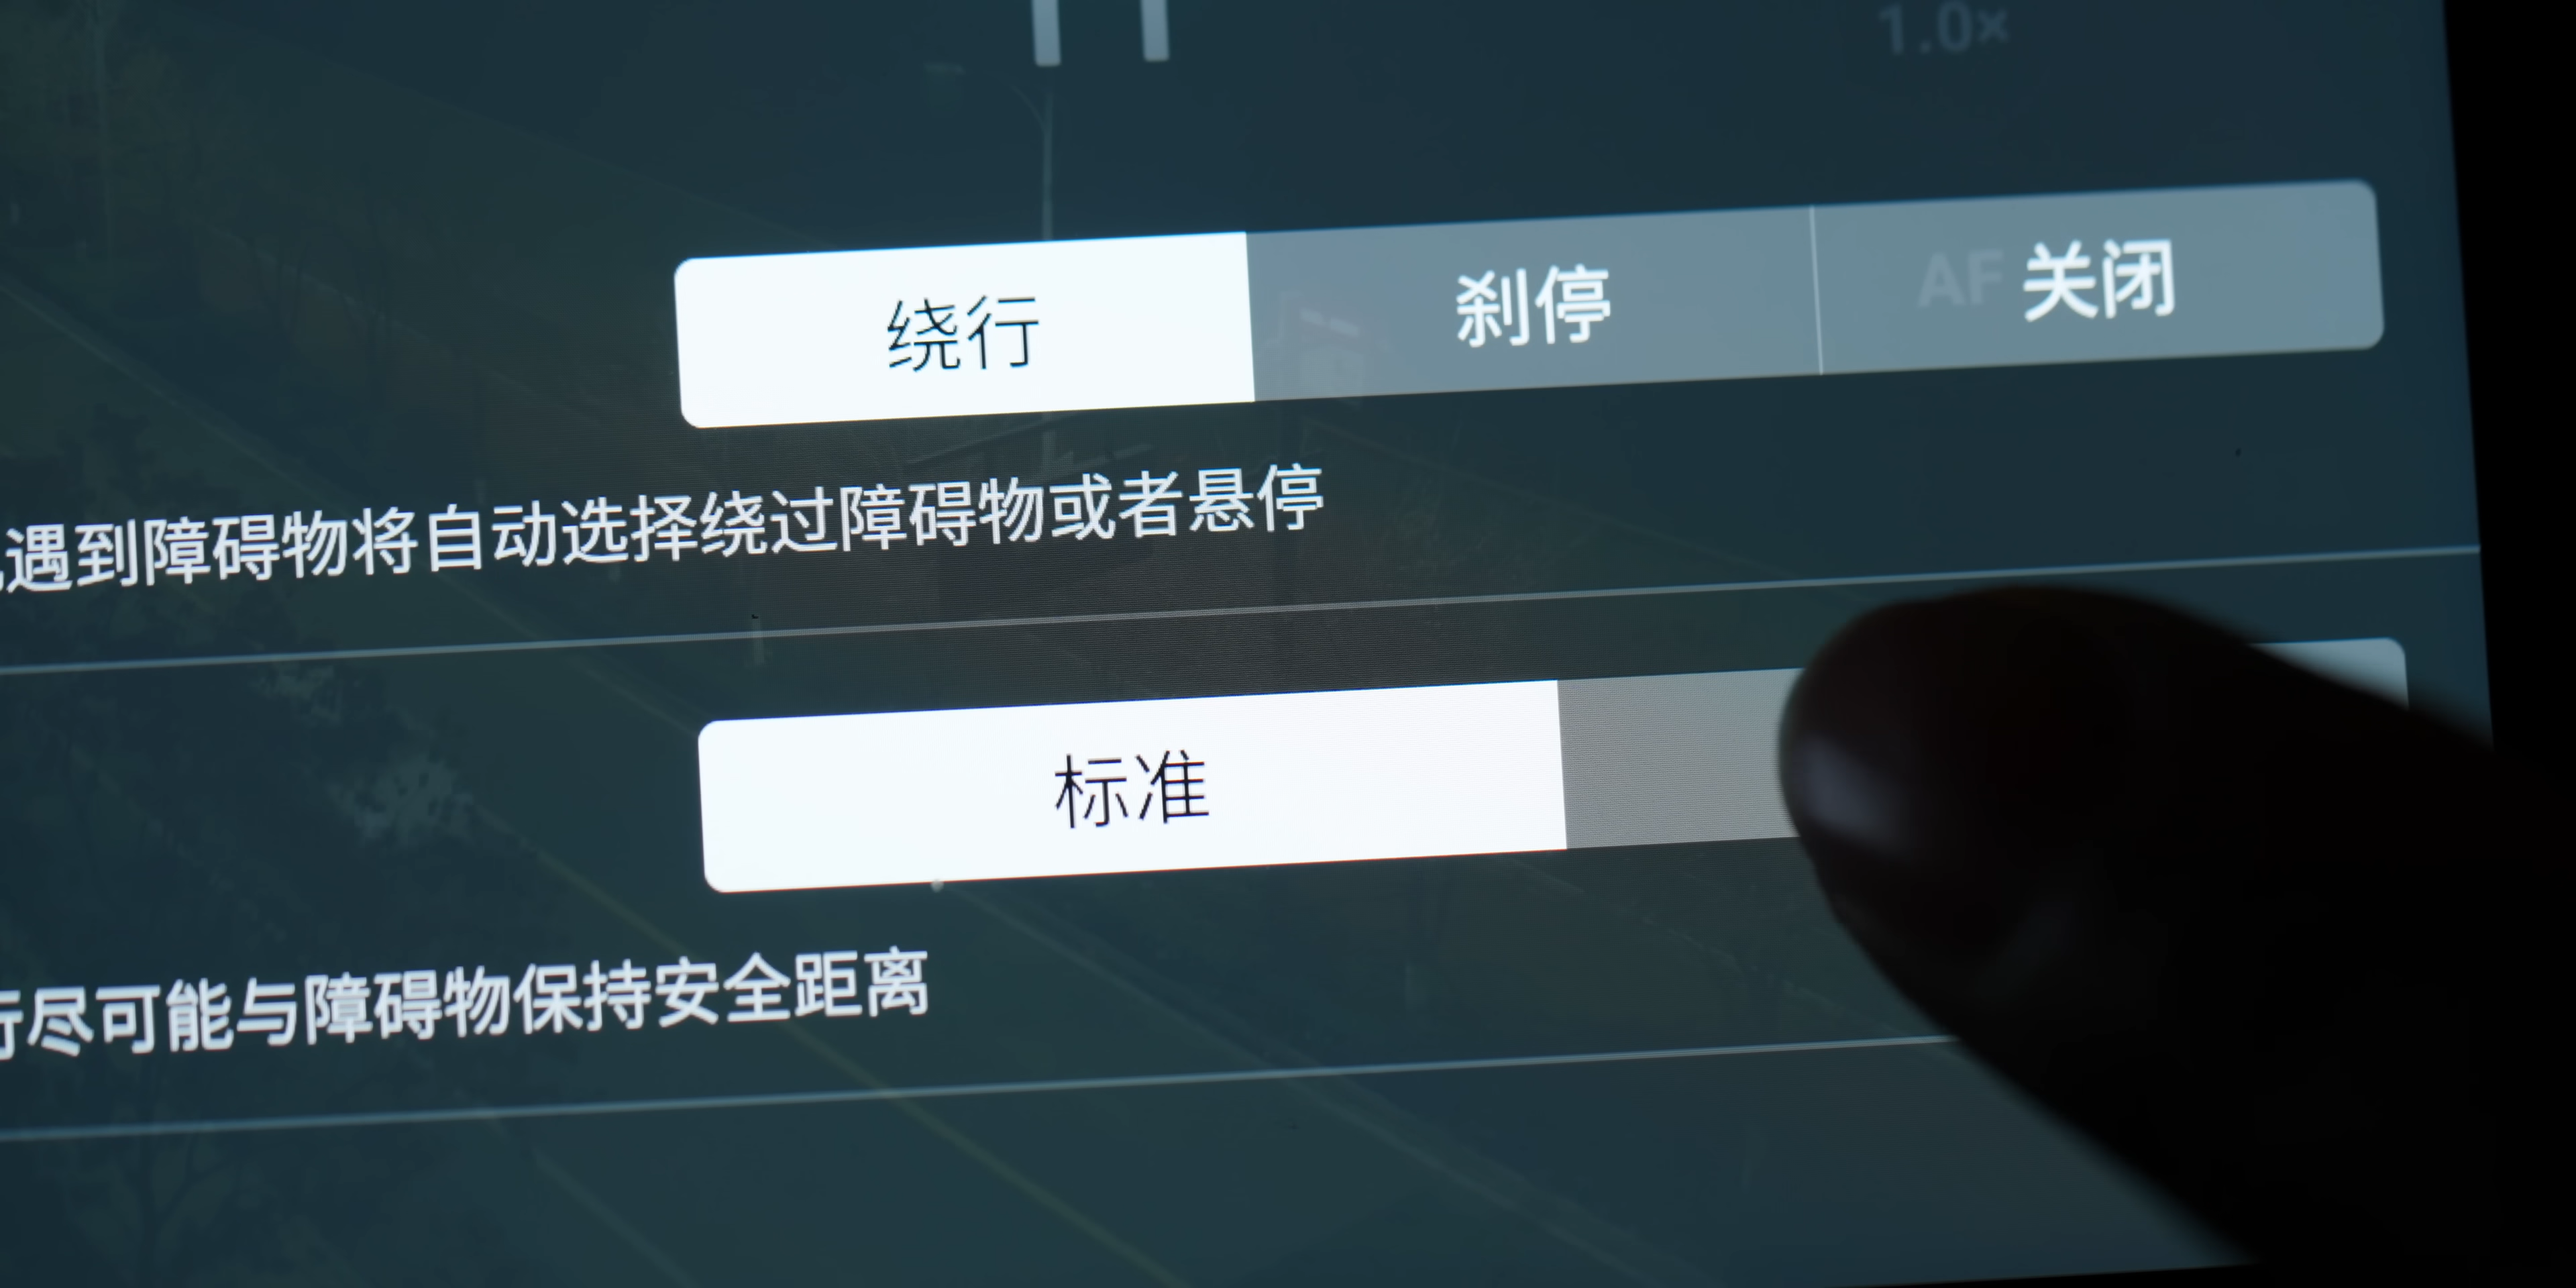 1.0×
绕行 刹停 AF 关闭
遇到障碍物将自动选择绕过障碍物或者悬停
标准
行尽可能与障碍物保持安全距离